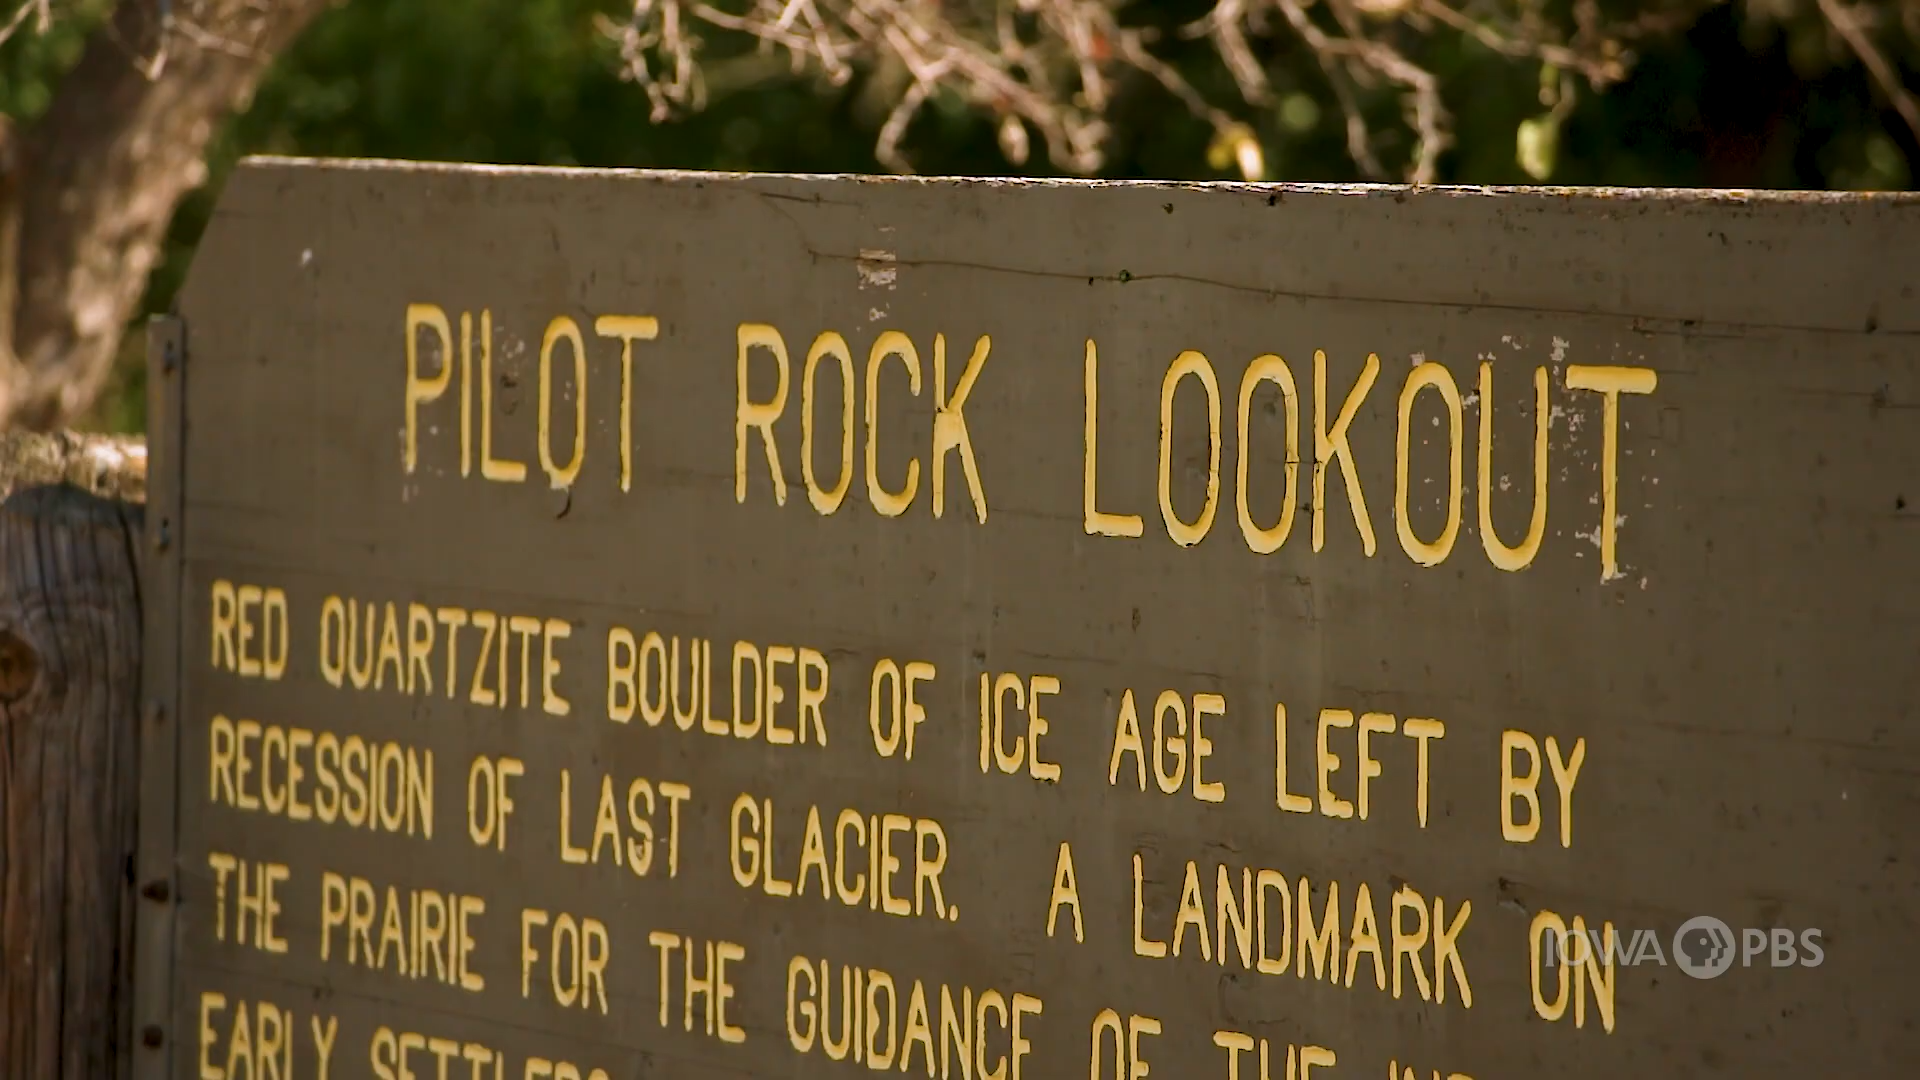 PILOT ROCK LOOKOUT
RED QUARTZITE BOULDER OF ICE AGE LEFT BY
RECESSION OF LAST GLACIER. A LANDMARK ON
THE PRAIRIE FOR THE GUIDANCE OF THE
EARLY
IOWA PBS